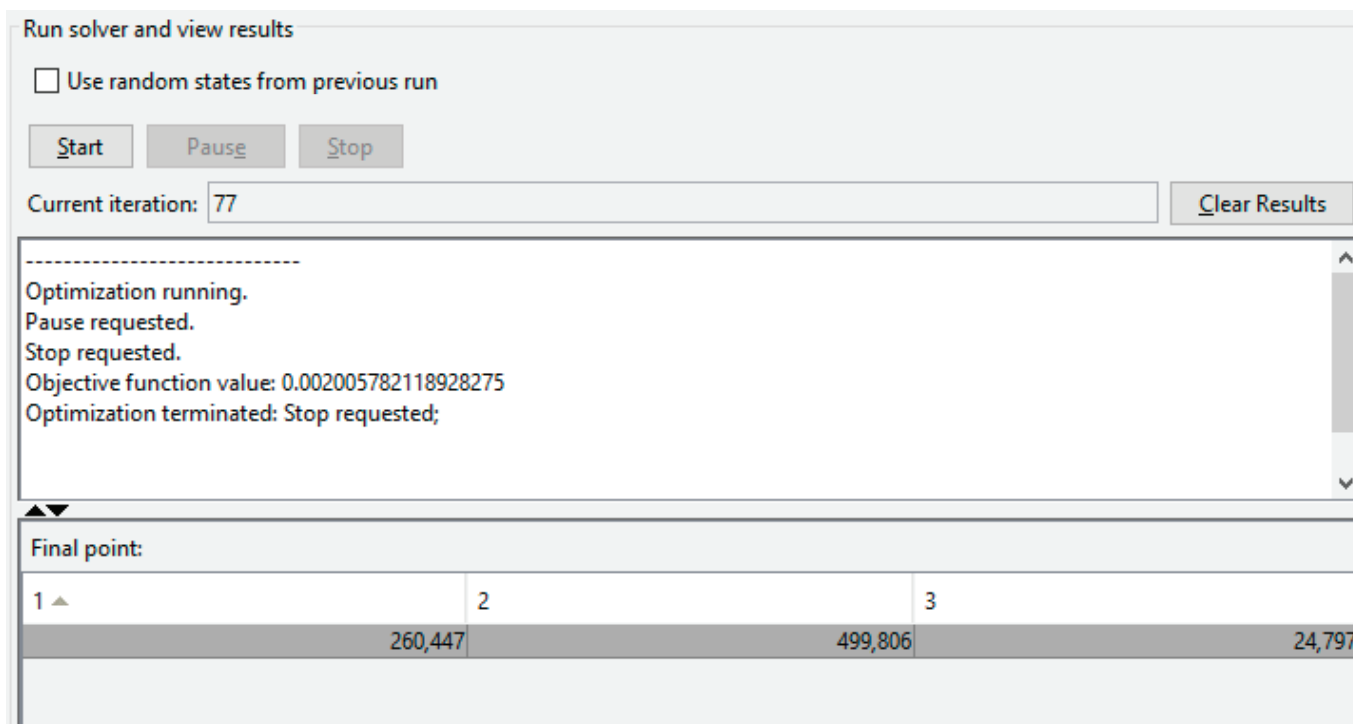 Run solver and view results
Use random states from previous run
Start Pause Stop
Current iteration: 77 Clear Results
-----------------------------
Optimization running.
Pause requested.
Stop requested.
Objective function value: 0.002005782118928275
Optimization terminated: Stop requested;
Final point:
1 2 3
260,447 499,806 24,797